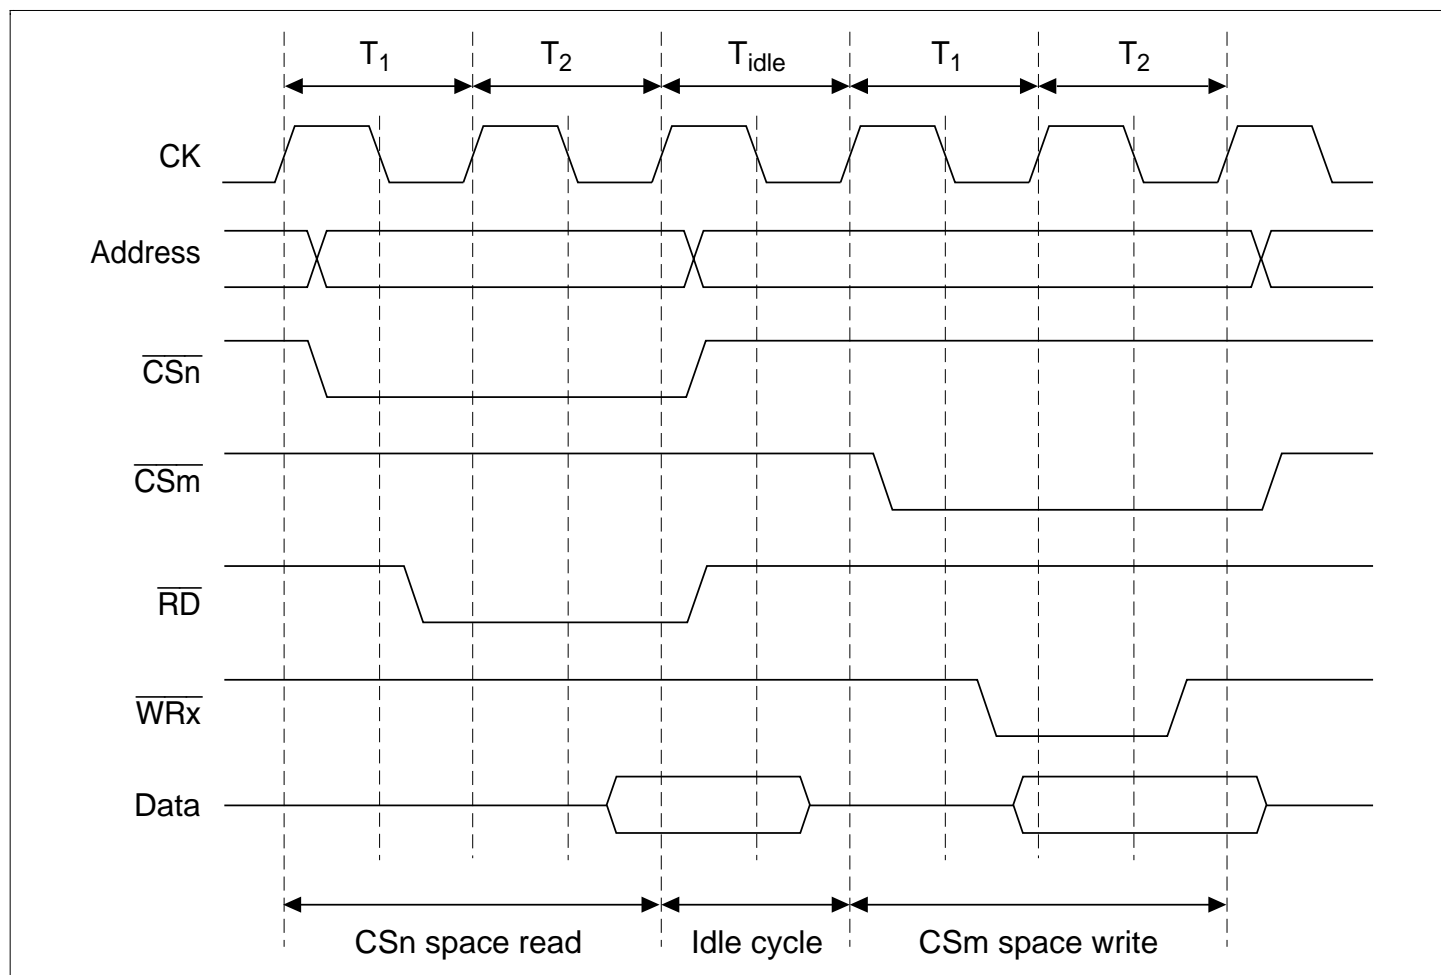 T1 T2 Tidle T1 T2
CK
Address
CSn
CSm
RD
WRx
Data
CSn space read Idle cycle CSm space write